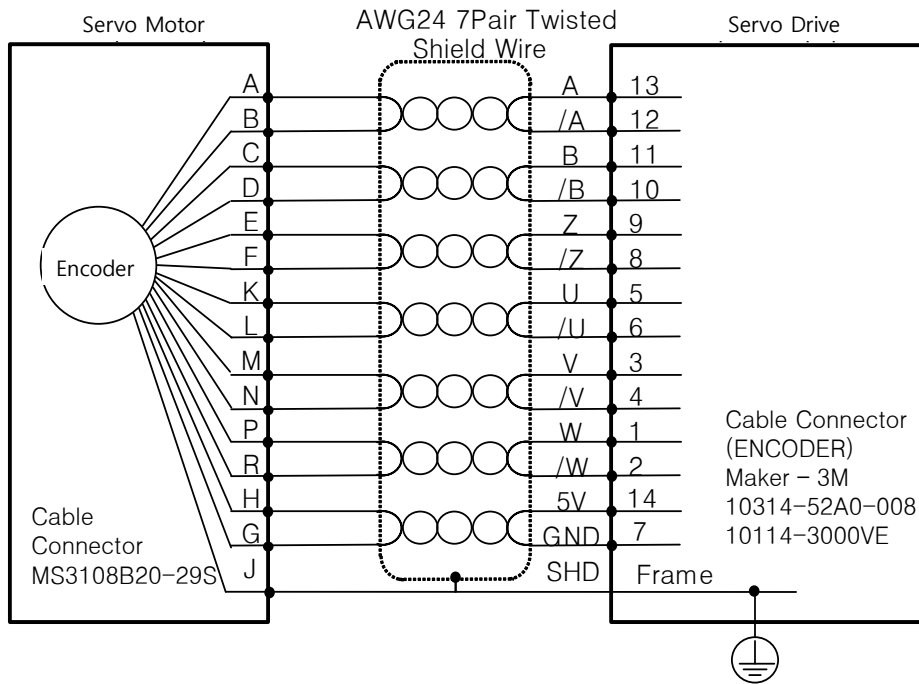 Servo Motor
AWG24 7Pair Twisted
Shield Wire
Servo Drive
A A 13
B /A 12
C B 11
D /B 10
E Z 9
F /Z 8
K U 5
L /U 6
M V 3
N /V 4
P W 1
R /W 2
H 5V 14
G GND 7
J SHD Frame
Encoder
Cable
Connector
MS3108B20-29S
Cable Connector
(ENCODER)
Maker - 3M
10314-52A0-008
10114-3000VE